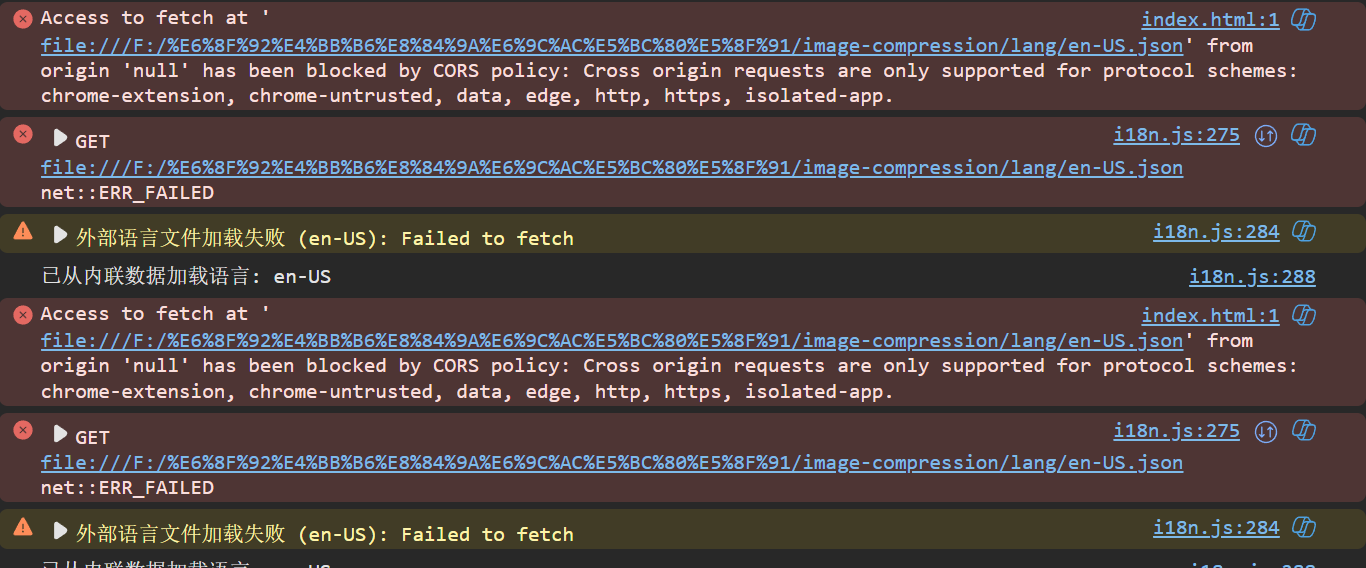 Access to fetch at ' index.html:1
file:///F:/%E6%8F%92%E4%BB%B6%E8%84%9A%E6%9C%AC%E5%BC%80%E5%8F%91/image-compression/lang/en-US.json' from
origin 'null' has been blocked by CORS policy: Cross origin requests are only supported for protocol schemes:
chrome-extension, chrome-untrusted, data, edge, http, https, isolated-app.
GET i18n.js:275
file:///F:/%E6%8F%92%E4%BB%B6%E8%84%9A%E6%9C%AC%E5%BC%80%E5%8F%91/image-compression/lang/en-US.json
net::ERR_FAILED
外部语言文件加载失败 (en-US): Failed to fetch i18n.js:284
已从内联数据加载语言: en-US i18n.js:288
Access to fetch at ' index.html:1
file:///F:/%E6%8F%92%E4%BB%B6%E8%84%9A%E6%9C%AC%E5%BC%80%E5%8F%91/image-compression/lang/en-US.json' from
origin 'null' has been blocked by CORS policy: Cross origin requests are only supported for protocol schemes:
chrome-extension, chrome-untrusted, data, edge, http, https, isolated-app.
GET i18n.js:275
file:///F:/%E6%8F%92%E4%BB%B6%E8%84%9A%E6%9C%AC%E5%BC%80%E5%8F%91/image-compression/lang/en-US.json
net::ERR_FAILED
外部语言文件加载失败 (en-US): Failed to fetch i18n.js:284